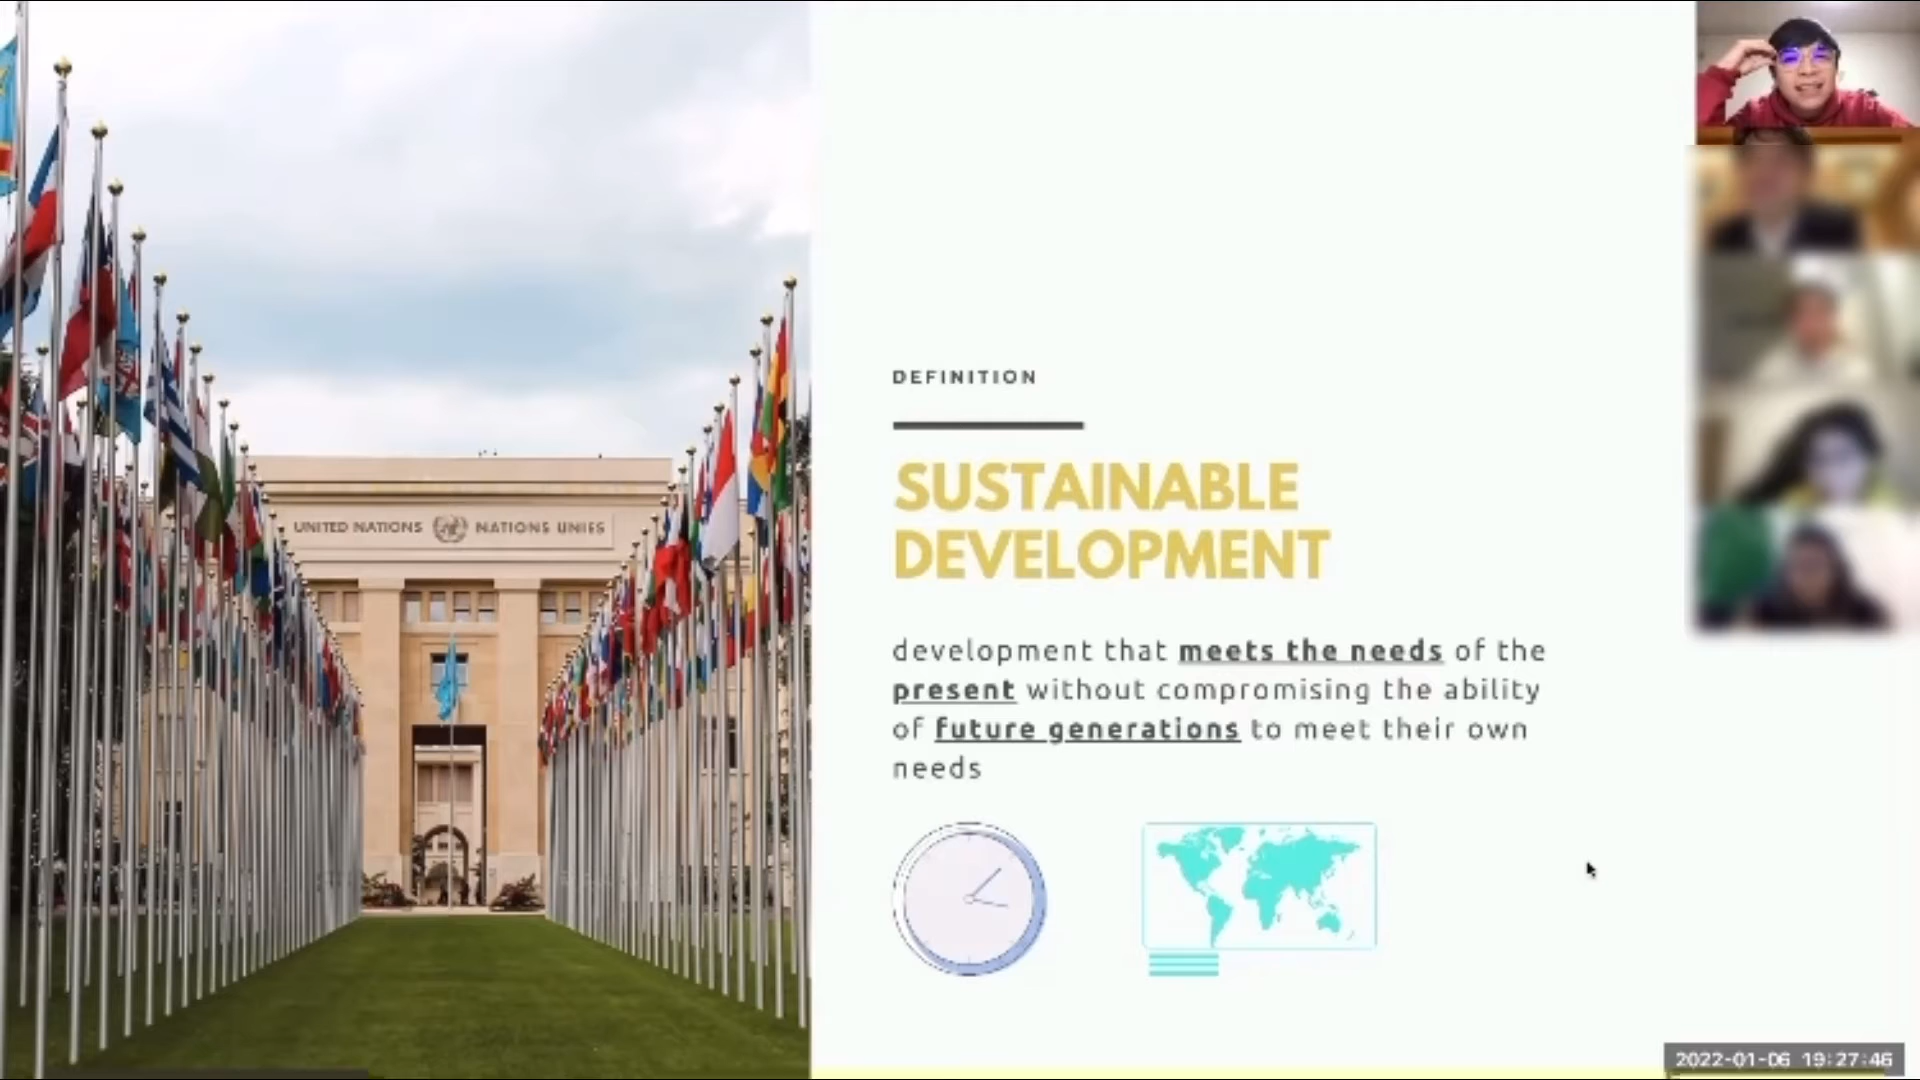 UNITED NATIONS NATIONS UNIES
DEFINITION
SUSTAINABLE
DEVELOPMENT
development that meets the needs of the
present without compromising the ability
of future generations to meet their own
needs
2022-01-06 19:27:46